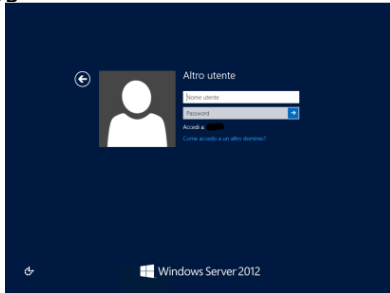 Altro utente
Nome utente
Password
Accedi a:
Come accedo a un altro dominio?
Windows Server 2012